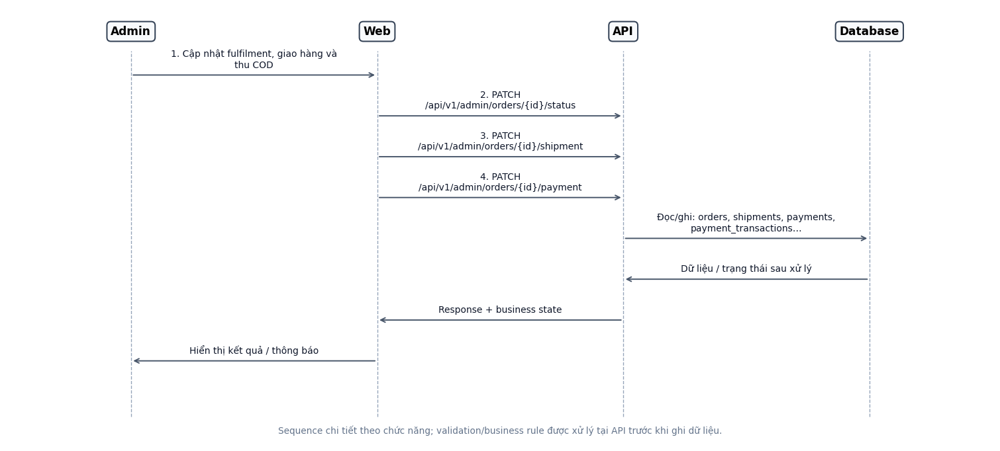 Admin
Web
API
Database
1. Cập nhật fulfilment, giao hàng và
thu COD
2. PATCH
/api/v1/admin/orders/{id}/status
3. PATCH
/api/v1/admin/orders/{id}/shipment
4. PATCH
/api/v1/admin/orders/{id}/payment
Đọc/ghi: orders, shipments, payments,
payment_transactions...
Dữ liệu / trạng thái sau xử lý
Response + business state
Hiển thị kết quả / thông báo
Sequence chi tiết theo chức năng; validation/business rule được xử lý tại API trước khi ghi dữ liệu.